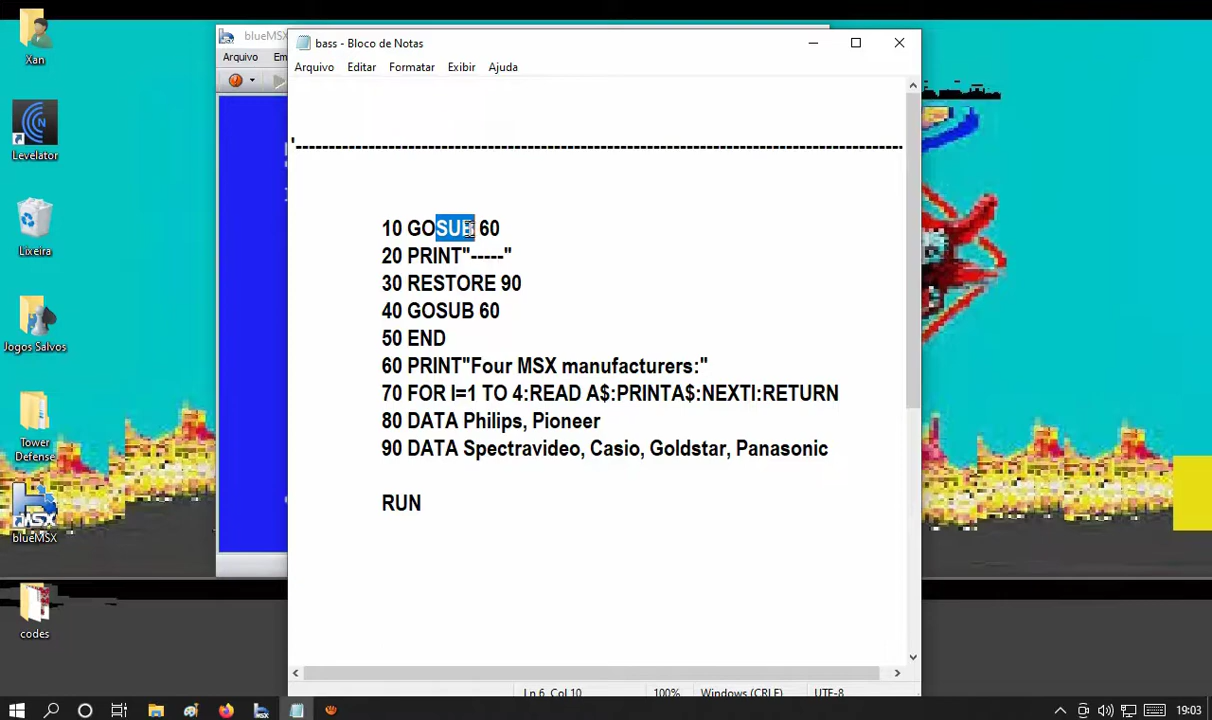 Xan
Levelator
Lixeira
Jogos Salvos
Tower
Defense
blueMSX
codes
blueMSX
Arquivo Em
bass - Bloco de Notas
Arquivo Editar Formatar Exibir Ajuda
'--------------------------------------------------------------------------------
10 GOSUB 60
20 PRINT"-----"
30 RESTORE 90
40 GOSUB 60
50 END
60 PRINT"Four MSX manufacturers:"
70 FOR I=1 TO 4:READ A$:PRINTA$:NEXTI:RETURN
80 DATA Philips, Pioneer
90 DATA Spectravideo, Casio, Goldstar, Panasonic
RUN
Ln 6, Col 10 100% Windows (CRLF) UTF-8
19:03